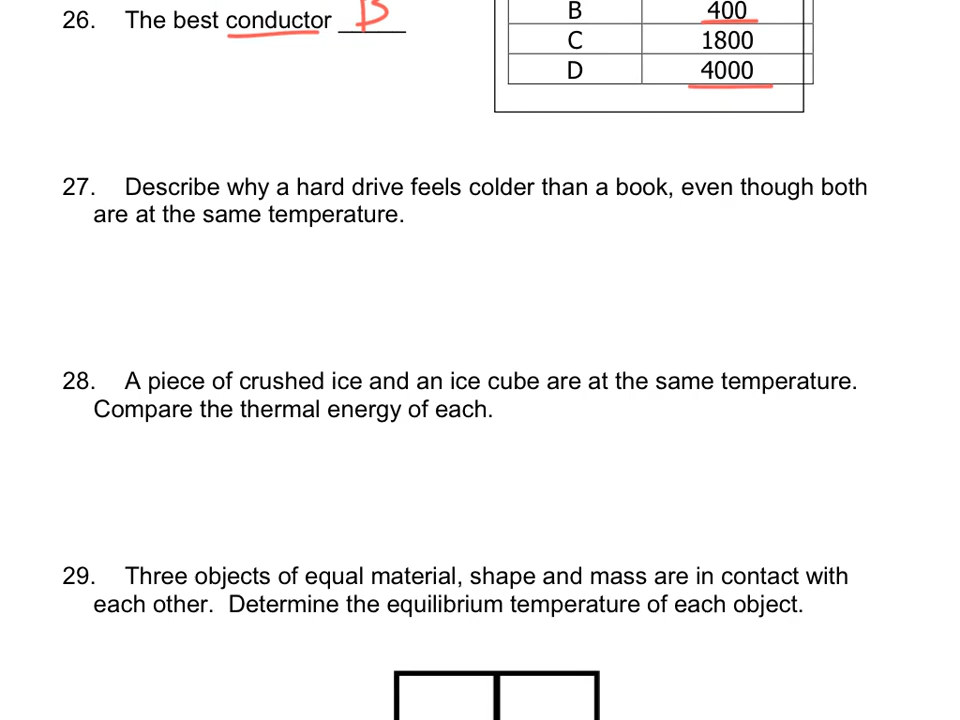 26. The best conductor B
B 400
C 1800
D 4000
27. Describe why a hard drive feels colder than a book, even though both
are at the same temperature.
28. A piece of crushed ice and an ice cube are at the same temperature.
Compare the thermal energy of each.
29. Three objects of equal material, shape and mass are in contact with
each other. Determine the equilibrium temperature of each object.